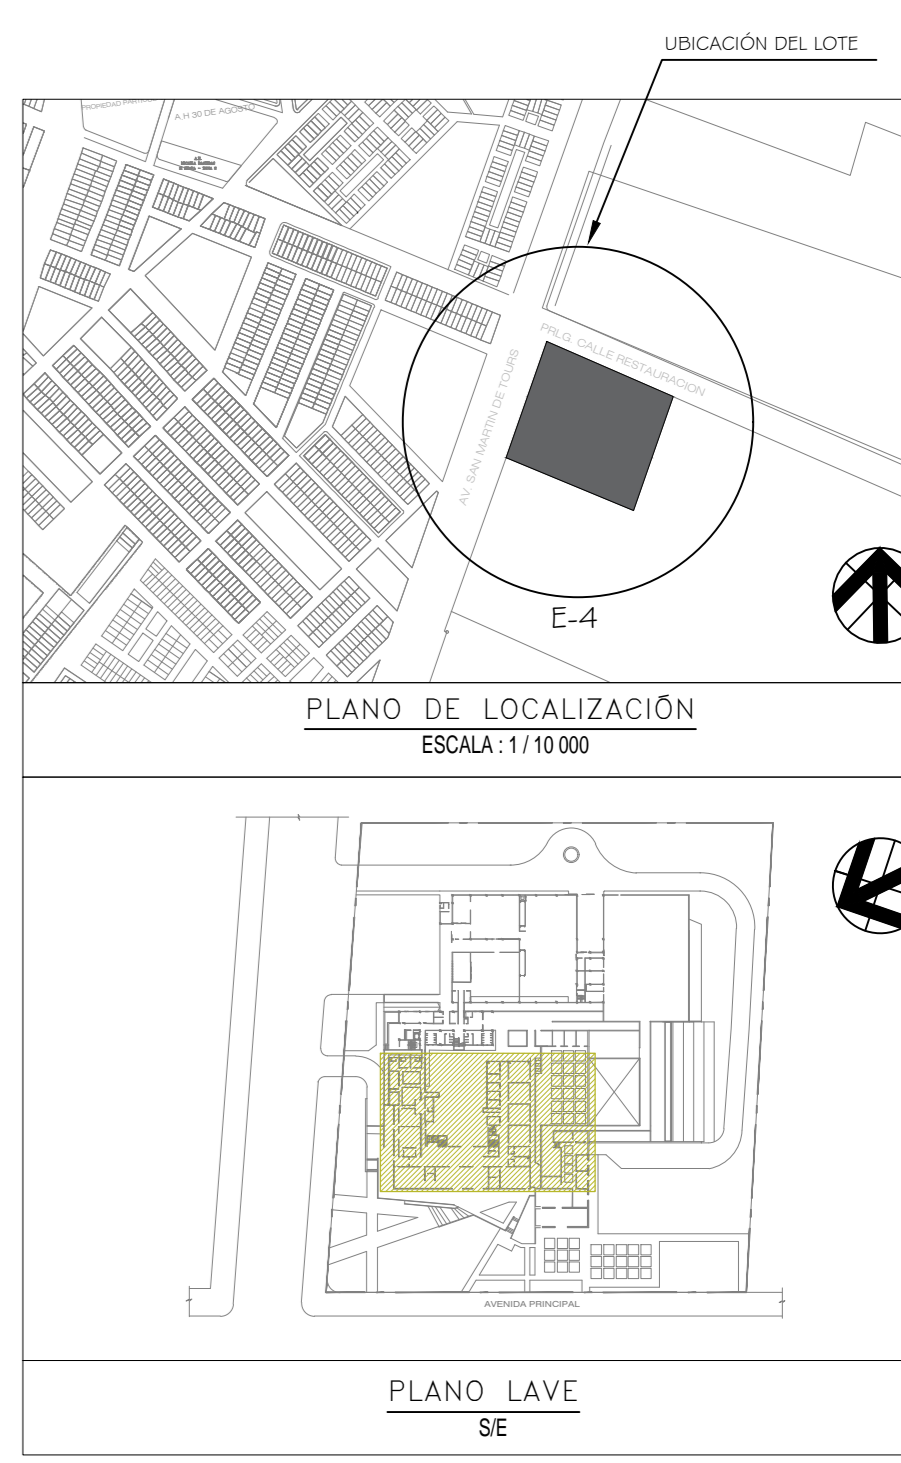 UBICACIÓN DEL LOTE
PROPIEDAD
A.H 30 DE AGOSTO
PRLG. CALLE RESTAURACION
AV. SAN MARTIN DE TOURS
E-4
PLANO DE LOCALIZACIÓN
ESCALA : 1 / 10 000
AVENIDA PRINCIPAL
PLANO LAVE
S/E